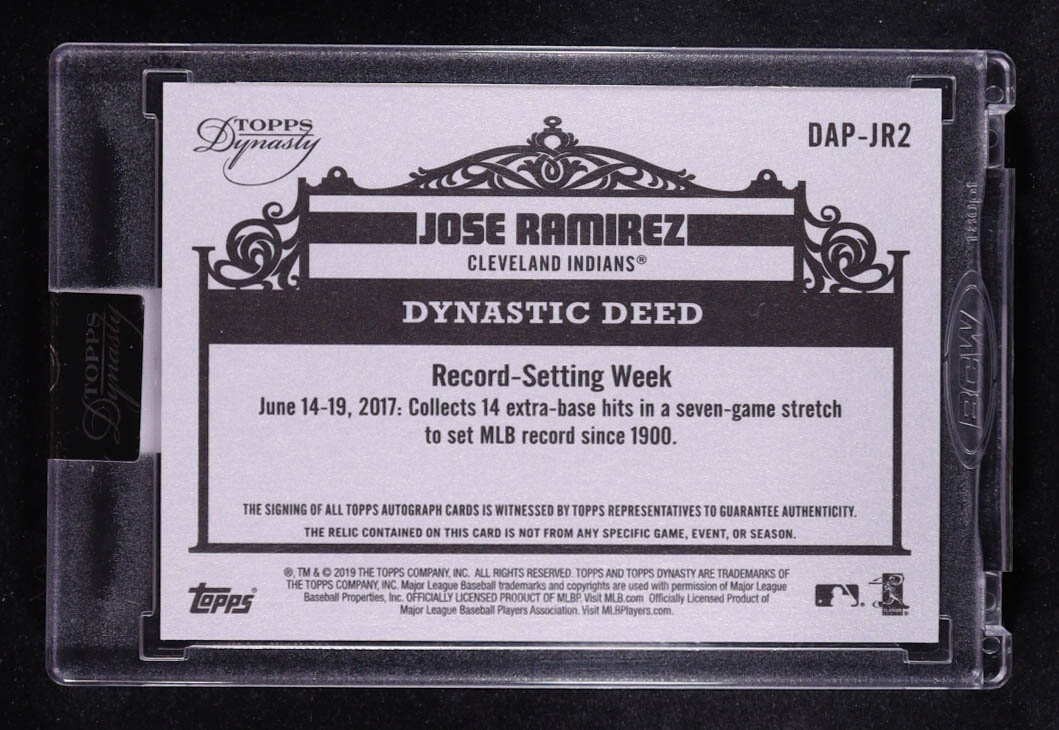 TOPPS
Dynasty
DAP-JR2
JOSE RAMIREZ
CLEVELAND INDIANS®
DYNASTIC DEED
Record-Setting Week
June 14-19, 2017: Collects 14 extra-base hits in a seven-game stretch
to set MLB record since 1900.
THE SIGNING OF ALL TOPPS AUTOGRAPH CARDS IS WITNESSED BY TOPPS REPRESENTATIVES TO GUARANTEE AUTHENTICITY.
THE RELIC CONTAINED ON THIS CARD IS NOT FROM ANY SPECIFIC GAME, EVENT, OR SEASON.
®, TM & © 2019 THE TOPPS COMPANY, INC. ALL RIGHTS RESERVED. TOPPS AND TOPPS DYNASTY ARE TRADEMARKS OF
THE TOPPS COMPANY, INC. Major League Baseball trademarks and copyrights are used with permission of Major League
Baseball Properties, Inc. OFFICIALLY LICENSED PRODUCT OF MLBP. Visit MLB.com Officially Licensed Product of
Major League Baseball Players Association. Visit MLBPlayers.com.
topps®
TOPPS
Dynasty
180pt
BCW